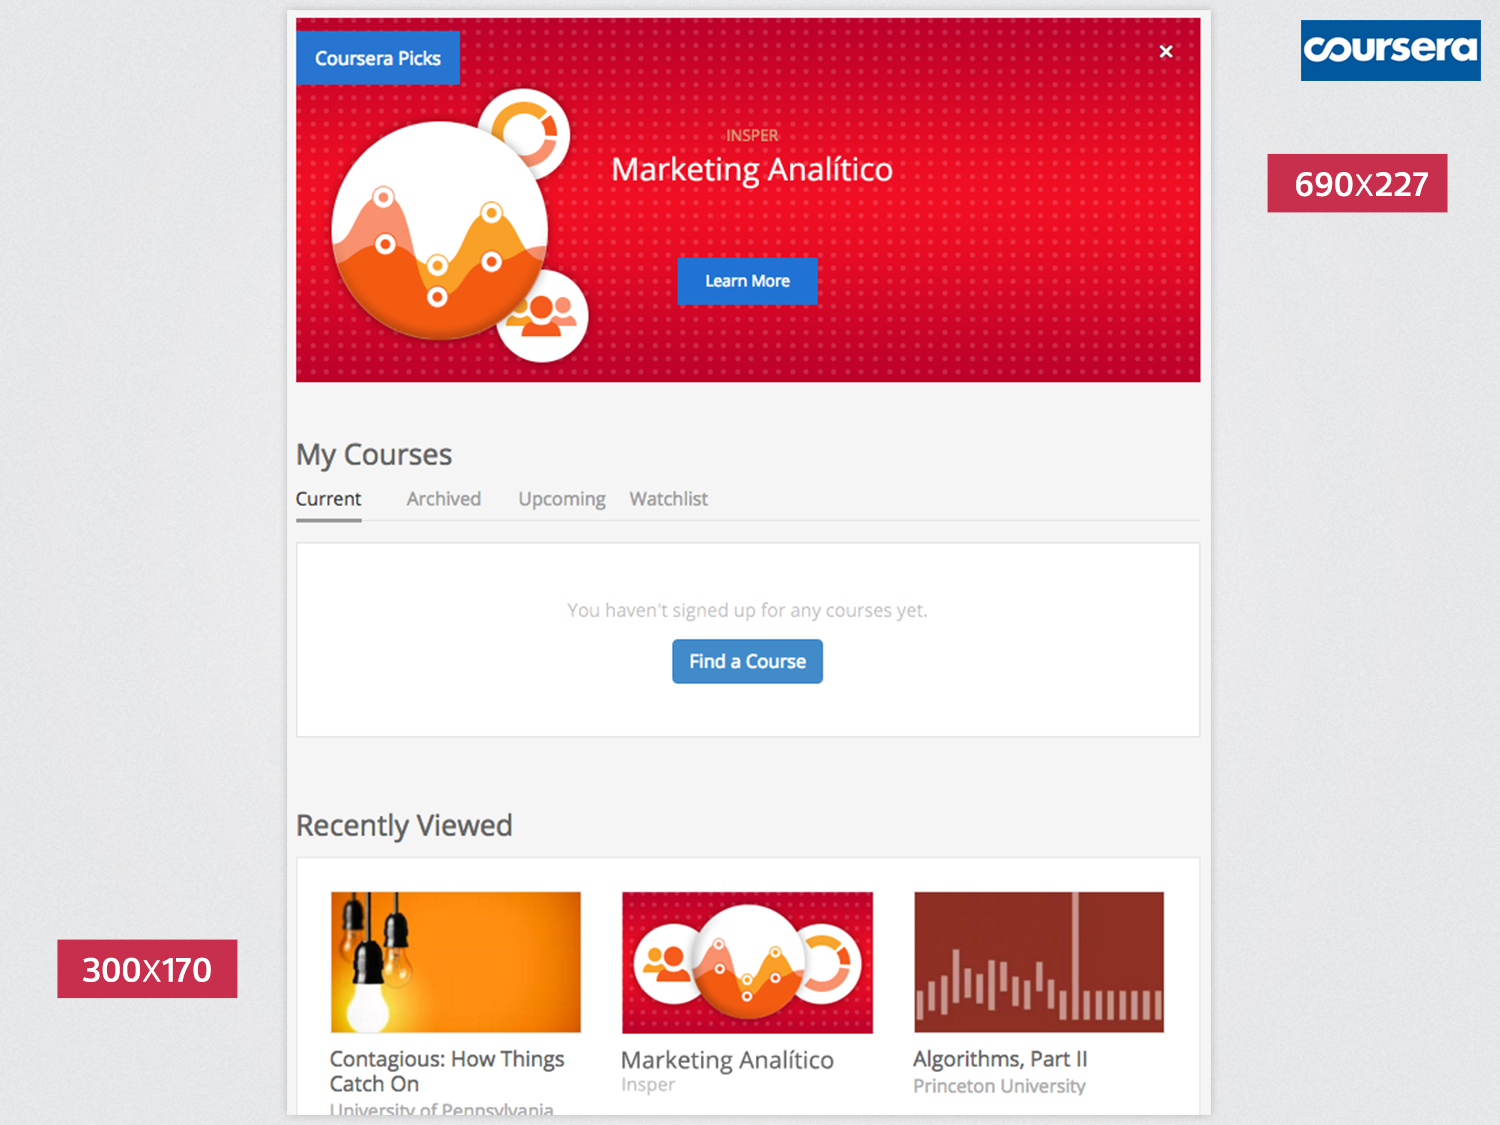 Coursera Picks
×
coursera
INSPER
Marketing Analítico
690X227
Learn More
My Courses
Current Archived Upcoming Watchlist
You haven't signed up for any courses yet.
Find a Course
Recently Viewed
300X170
Contagious: How Things
Catch On
University of Pennsylvania
Marketing Analítico
Insper
Algorithms, Part II
Princeton University